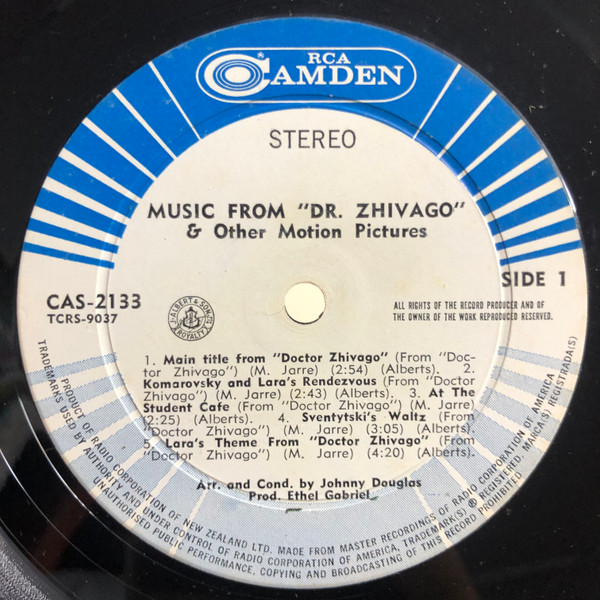 RCA
CAMDEN
STEREO
MUSIC FROM "DR. ZHIVAGO"
& Other Motion Pictures
SIDE 1
CAS-2133
TCRS-9037
J. ALBERT & SON
ROYALTY
ALL RIGHTS OF THE RECORD PRODUCER AND OF
THE OWNER OF THE WORK REPRODUCED RESERVED.
1. Main title from "Doctor Zhivago" (From "Doc-
tor Zhivago") (M. Jarre) (2:54) (Alberts). 2.
Komarovsky and Lara's Rendezvous (From "Doctor
Zhivago") (M. Jarre) (2:43) (Alberts). 3. At The
Student Cafe (From "Doctor Zhivago") (M. Jarre)
(2:25) (Alberts). 4. Svenytski's Waltz (From
"Doctor Zhivago") (M. Jarre) (3:05) (Alberts).
5. Lara's Theme From "Doctor Zhivago" (From
"Doctor Zhivago") (M. Jarre) (4:20) (Alberts).
Arr. and Cond. by Johnny Douglas
Prod. Ethel Gabriel
TRADEMARKS USED BY AUTHORITY AND UNDER CONTROL OF RADIO CORPORATION OF AMERICA, TRADEMARK(S) ® REGISTERED. MARCA(S) REGISTRADA(S)
PRODUCT OF RADIO CORPORATION OF NEW ZEALAND LTD. MADE FROM MASTER RECORDINGS OF RADIO CORPORATION OF AMERICA
UNAUTHORISED PUBLIC PERFORMANCE, COPYING AND BROADCASTING OF THIS RECORD PROHIBITED